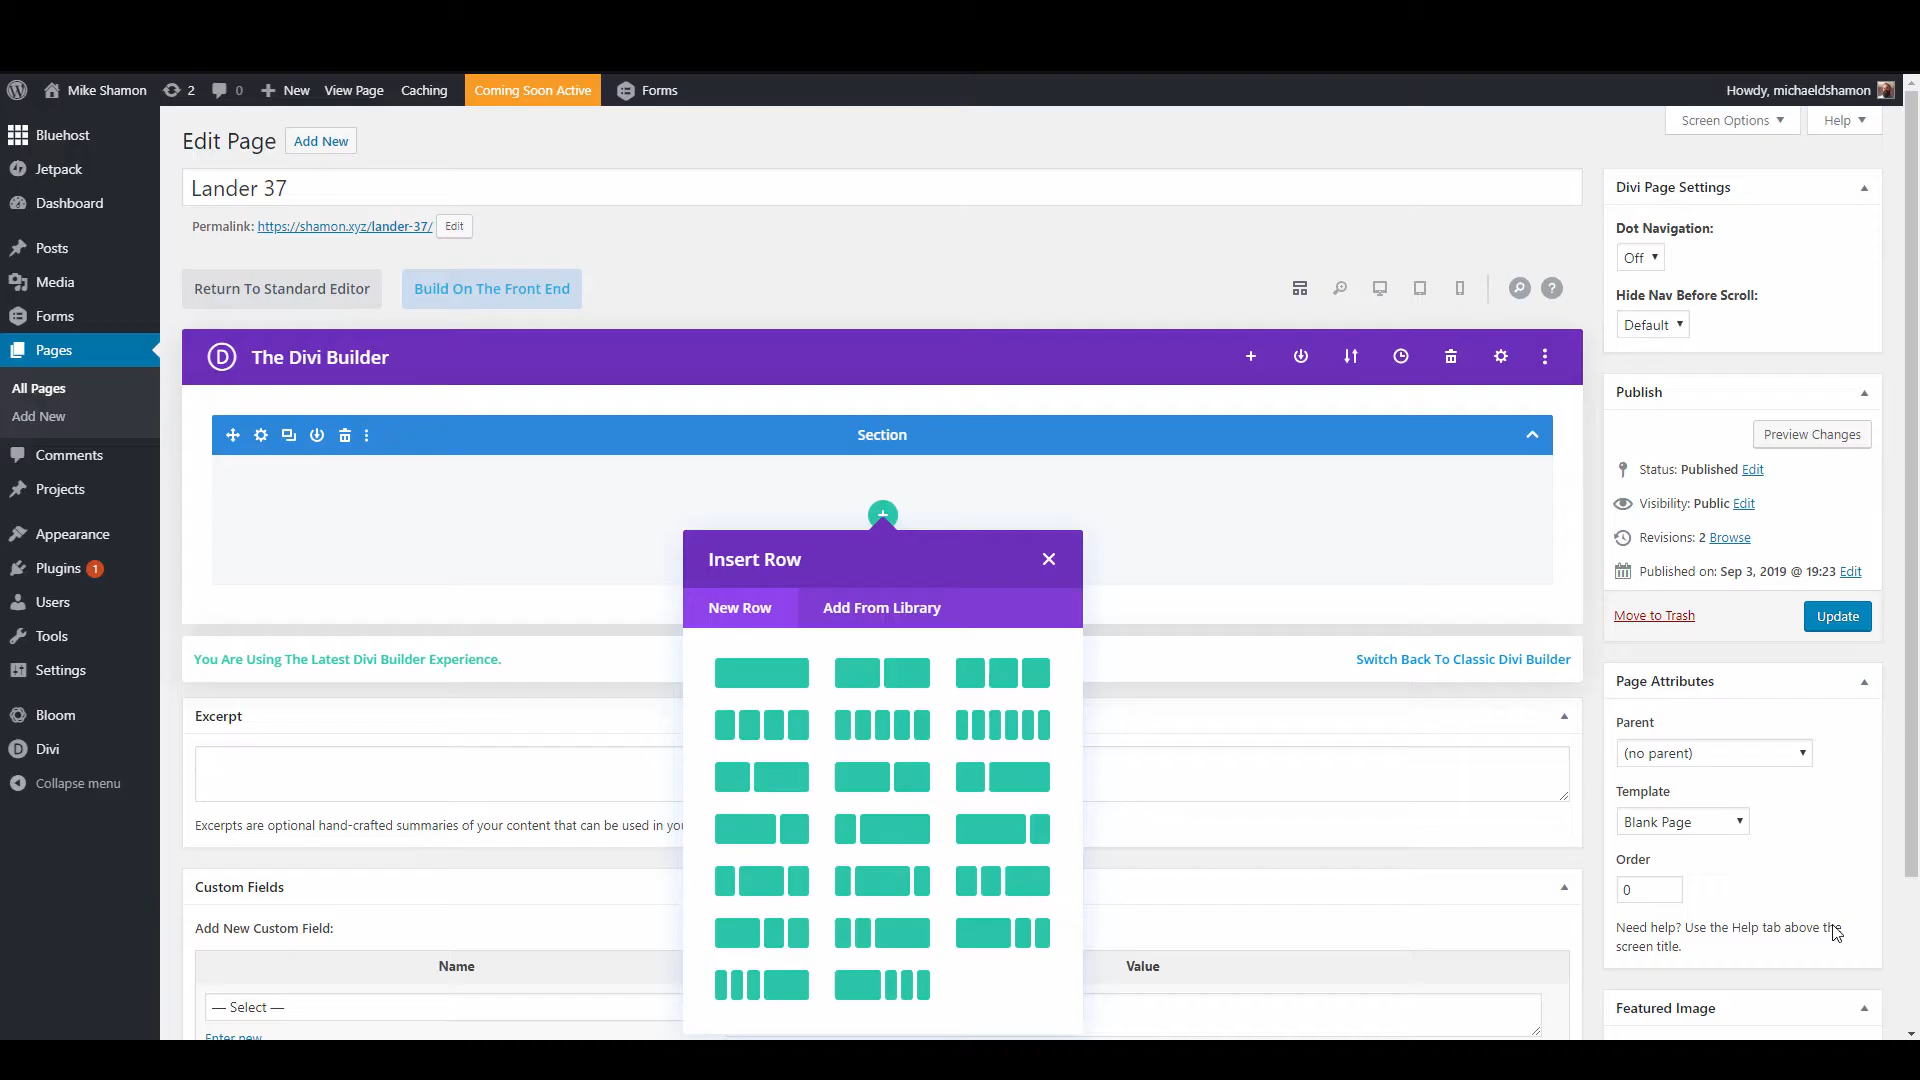 Mike Shamon
2
0
New
View Page
Caching
Coming Soon Active
Forms
Howdy, michaeldshamon
Bluehost
Jetpack
Dashboard
Posts
Media
Forms
Pages
All Pages
Add New
Comments
Projects
Appearance
Plugins 1
Users
Tools
Settings
Bloom
Divi
Collapse menu
Screen Options
Help
Edit Page
Add New
Lander 37
Permalink: https://shamon.xyz/lander-37/ Edit
Return To Standard Editor
Build On The Front End
?
D The Divi Builder
Section
Insert Row
New Row
Add From Library
You Are Using The Latest Divi Builder Experience.
Switch Back To Classic Divi Builder
Excerpt
Excerpts are optional hand-crafted summaries of your content that can be used in you
Custom Fields
Add New Custom Field:
Name
Value
— Select —
Enter new
Divi Page Settings
Dot Navigation:
Off
Hide Nav Before Scroll:
Default
Publish
Preview Changes
Status: Published Edit
Visibility: Public Edit
Revisions: 2 Browse
Published on: Sep 3, 2019 @ 19:23 Edit
Move to Trash
Update
Page Attributes
Parent
(no parent)
Template
Blank Page
Order
0
Need help? Use the Help tab above the
screen title.
Featured Image